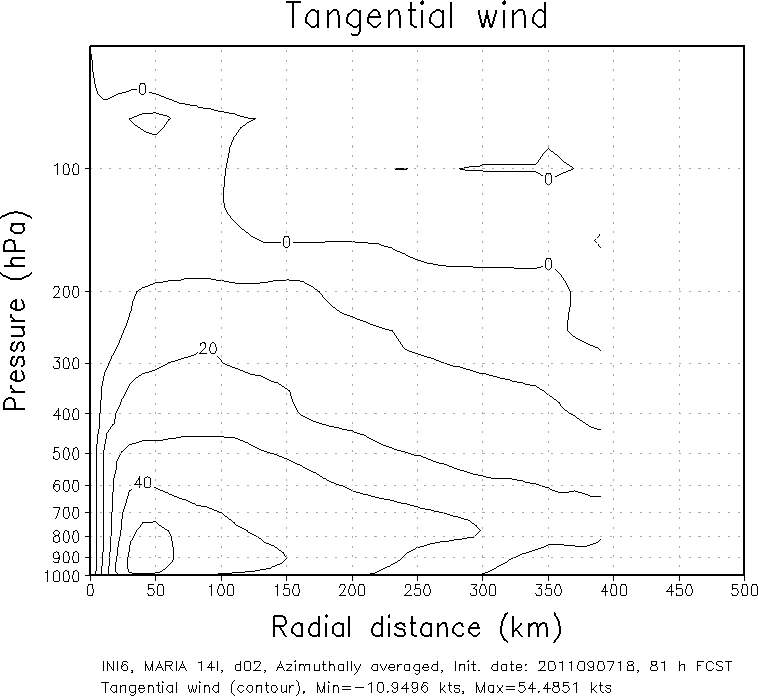 Tangential wind
0
100
0
0
0
200
20
300
400
500
40
600
700
800
900
1000
0 50 100 150 200 250 300 350 400 450 500
Pressure (hPa)
Radial distance (km)
INI6, MARIA 14l, d02, Azimuthally averaged, Init. date: 2011090718, 81 h FCST
Tangential wind (contour), Min=-10.9496 kts, Max=54.4851 kts